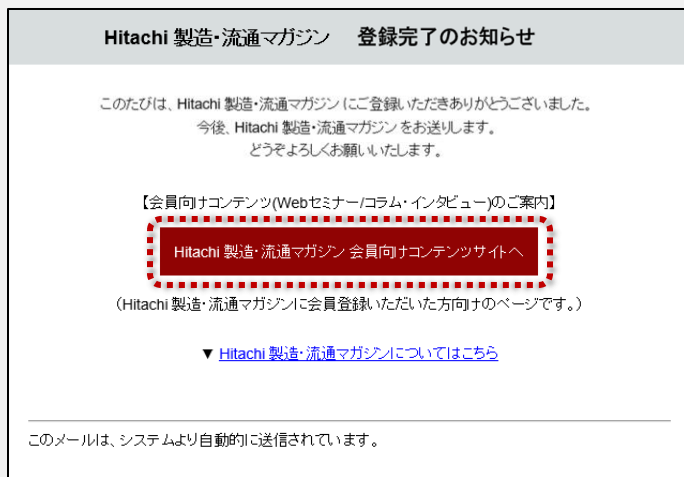 Hitachi 製造・流通マガジン 登録完了のお知らせ
このたびは、Hitachi 製造・流通マガジン にご登録いただきありがとうございました。
今後、Hitachi 製造・流通マガジン をお送りします。
どうぞよろしくお願いいたします。
【会員向けコンテンツ(Webセミナー/コラム・インタビュー)のご案内】
Hitachi 製造・流通マガジン 会員向けコンテンツサイトへ
(Hitachi 製造・流通マガジンに会員登録いただいた方向けのページです。)
▼ Hitachi 製造・流通マガジンについてはこちら
このメールは、システムより自動的に送信されています。